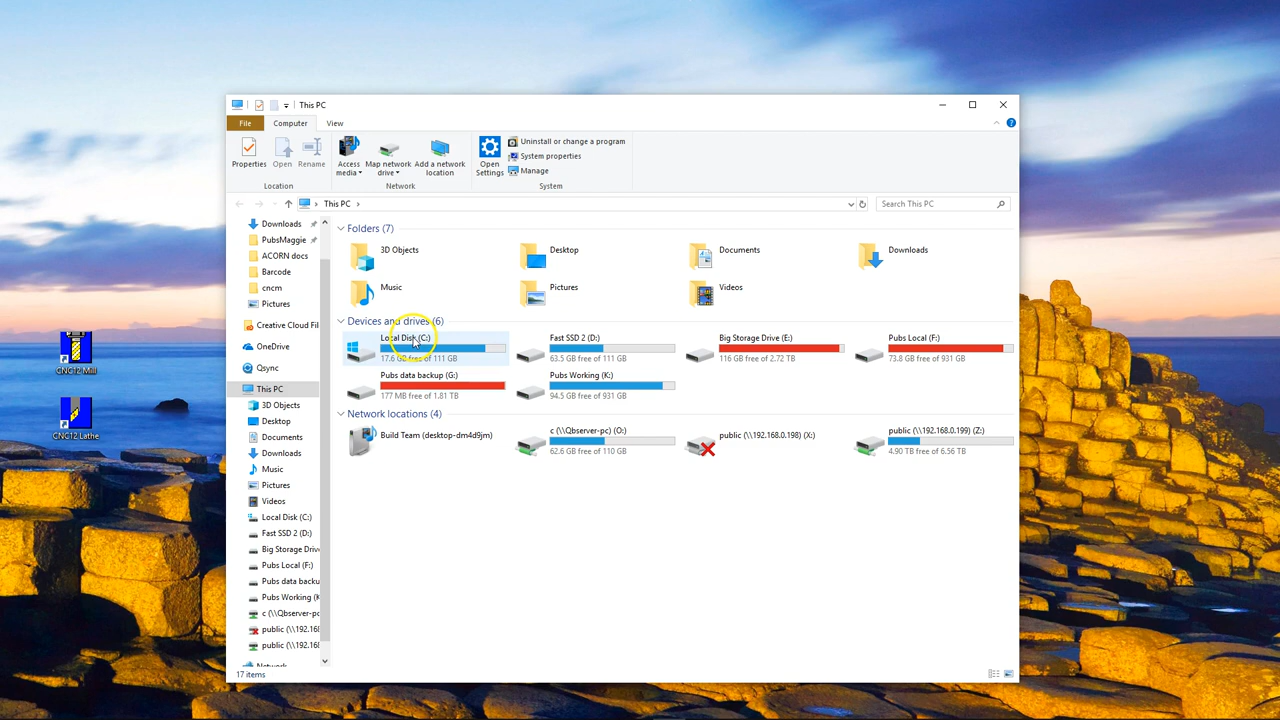 This PC
File
Computer
View
Properties
Open
Rename
Access media
Map network drive
Add a network location
Open Settings
Uninstall or change a program
System properties
Manage
Location
Network
System
This PC
Search This PC
Downloads
PubsMaggie
ACORN docs
Barcode
cncm
Pictures
Creative Cloud Fil
OneDrive
Qsync
This PC
3D Objects
Desktop
Documents
Downloads
Music
Pictures
Videos
Local Disk (C:)
Fast SSD 2 (D:)
Big Storage Driv
Pubs Local (F:)
Pubs data backu
Pubs Working (K:
c (\\Qbserver-pc
public (\\192.168
public (\\192.168
Network
Folders (7)
3D Objects
Desktop
Documents
Downloads
Music
Pictures
Videos
Devices and drives (6)
Local Disk (C:)
17.6 GB free of 111 GB
Fast SSD 2 (D:)
63.5 GB free of 111 GB
Big Storage Drive (E:)
116 GB free of 2.72 TB
Pubs Local (F:)
73.8 GB free of 931 GB
Pubs data backup (G:)
177 MB free of 1.81 TB
Pubs Working (K:)
94.5 GB free of 931 GB
Network locations (4)
Build Team (desktop-dm4d9jm)
c (\\Qbserver-pc) (O:)
62.6 GB free of 110 GB
public (\\192.168.0.198) (X:)
public (\\192.168.0.199) (Z:)
4.90 TB free of 6.56 TB
17 items
CNC12 Mill
CNC12 Lathe